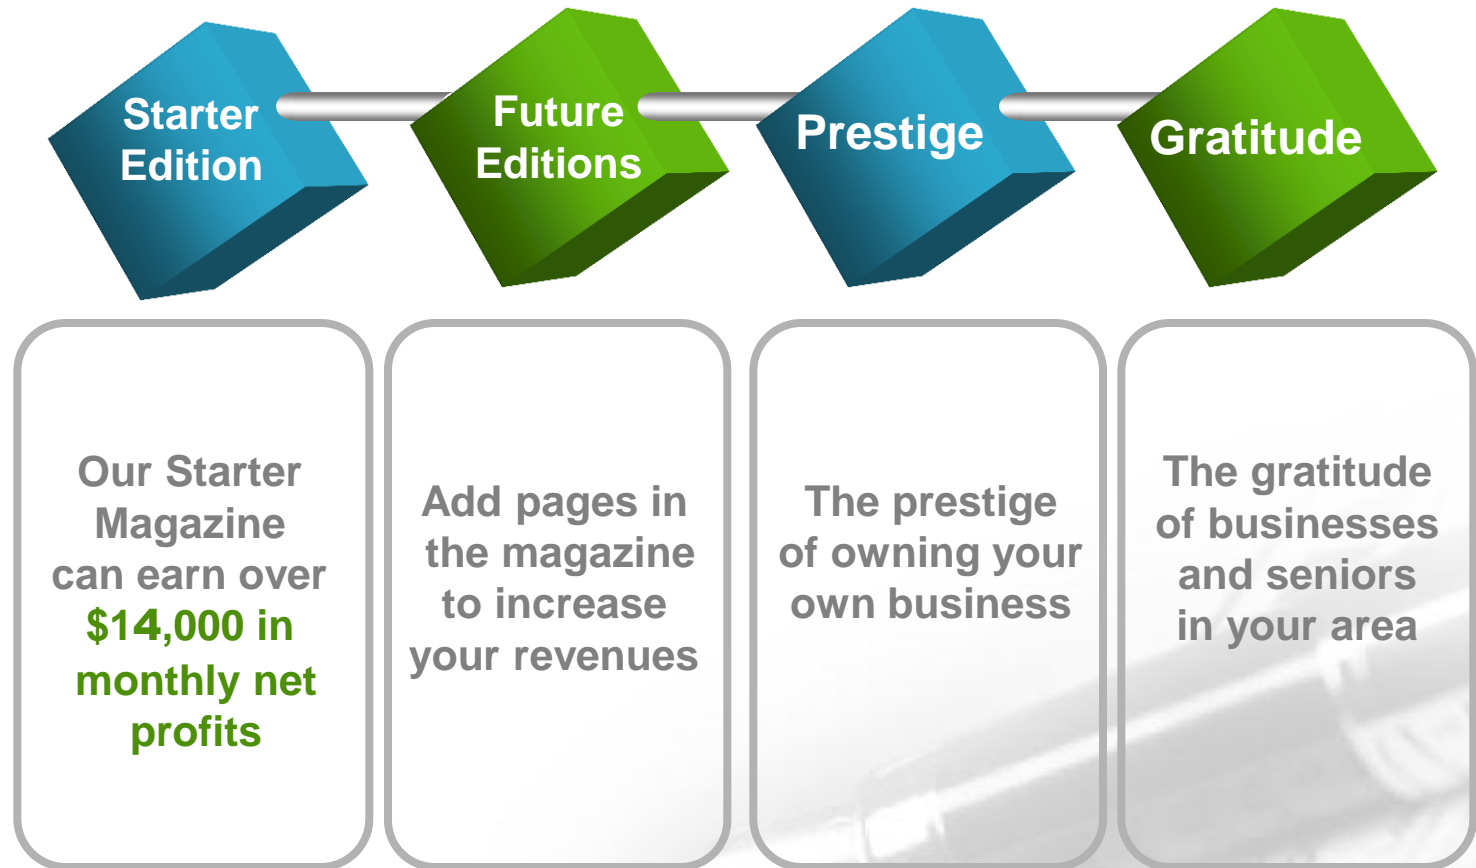 Starter
Edition
Future
Editions
Prestige
Gratitude
Our Starter
Magazine
can earn over
$14,000 in
monthly net
profits
Add pages in
the magazine
to increase
your revenues
The prestige
of owning your
own business
The gratitude
of businesses
and seniors
in your area